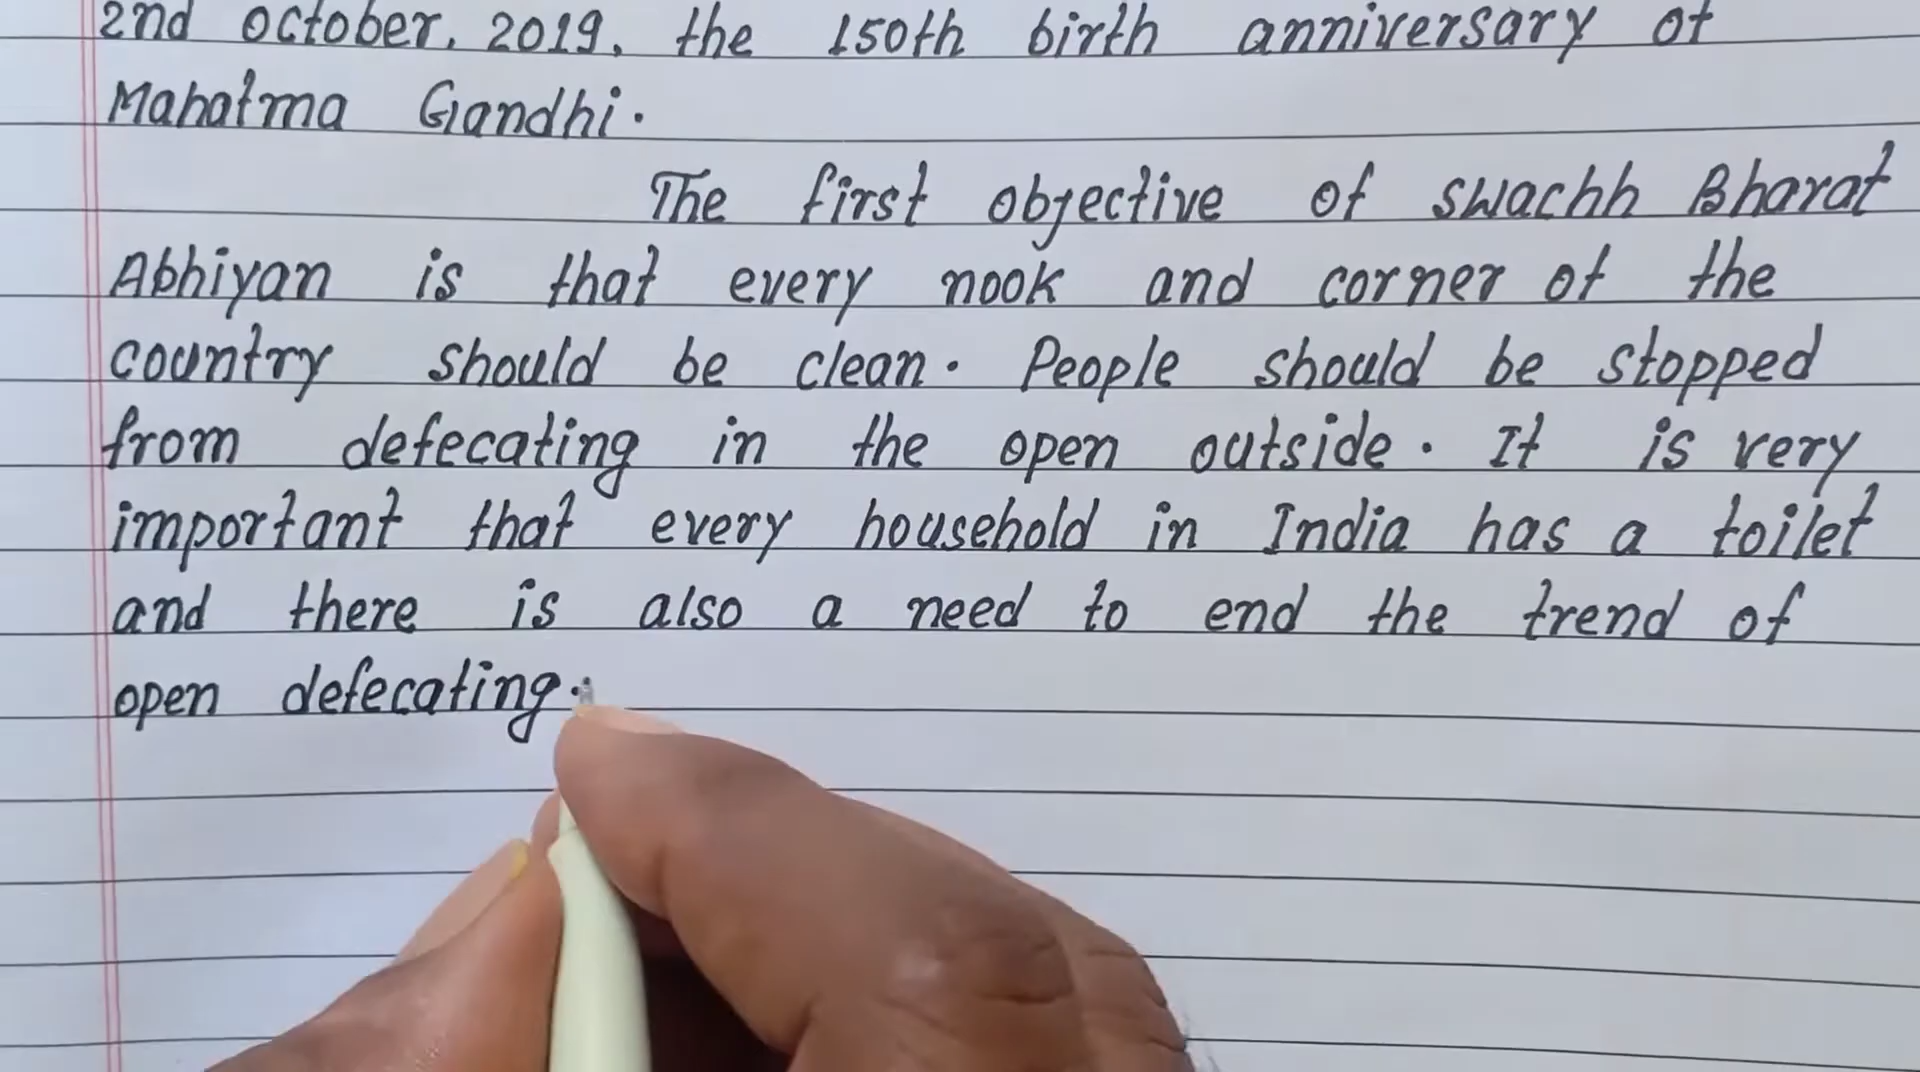 2nd october, 2019, the 150th birth anniversary of
Mahatma Gandhi.
The first objective of swachh Bharat
Abhiyan is that every nook and corner of the
country should be clean. People should be stopped
from defecating in the open outside. It is very
important that every household in India has a toilet
and there is also a need to end the trend of
open defecating.